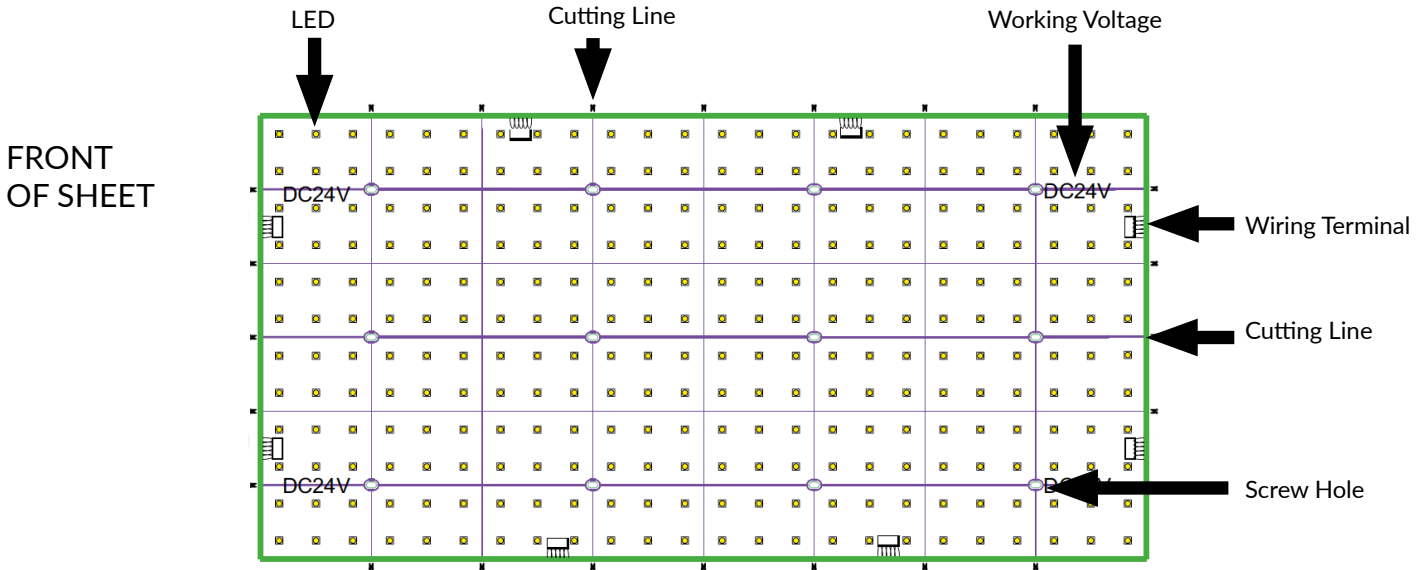 LED
Cutting Line
Working Voltage
FRONT
OF SHEET
DC24V
DC24V
Wiring Terminal
Cutting Line
DC24V
Screw Hole